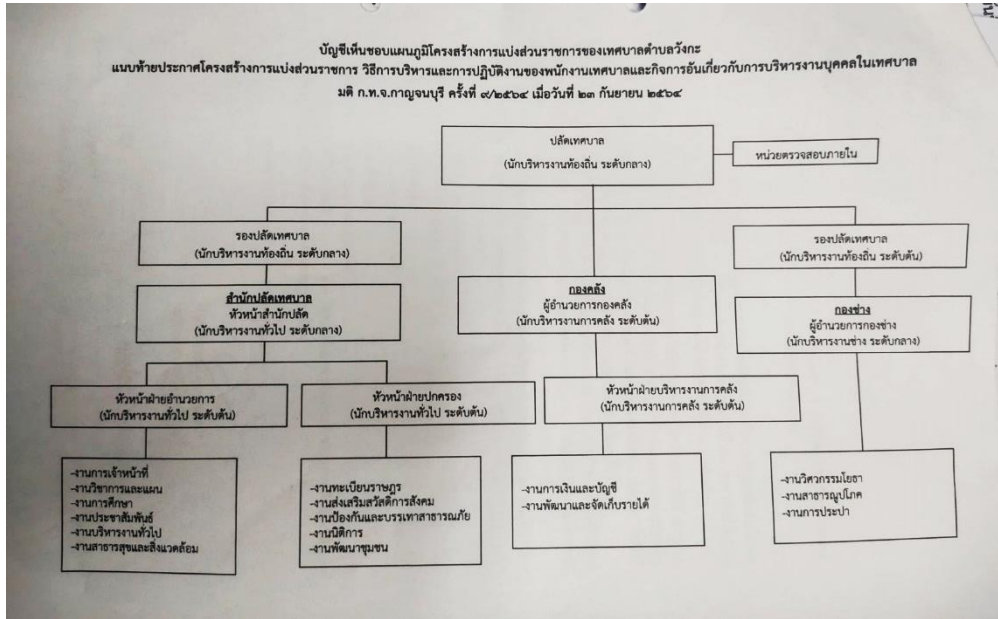 บัญชีเห็นชอบแผนภูมิโครงสร้างการแบ่งส่วนราชการของเทศบาลตำบลวังกะ
แนบท้ายประกาศโครงสร้างการแบ่งส่วนราชการ วิธีการบริหารและการปฏิบัติงานของพนักงานเทศบาลและกิจการอันเกี่ยวกับการบริหารงานบุคคลในเทศบาล
มติ ก.ท.จ.กาญจนบุรี ครั้งที่ ๙/๒๕๖๔ เมื่อวันที่ ๒๓ กันยายน ๒๕๖๔
ปลัดเทศบาล
(นักบริหารงานท้องถิ่น ระดับกลาง)
หน่วยตรวจสอบภายใน
รองปลัดเทศบาล
(นักบริหารงานท้องถิ่น ระดับกลาง)
รองปลัดเทศบาล
(นักบริหารงานท้องถิ่น ระดับต้น)
สำนักปลัดเทศบาล
หัวหน้าสำนักปลัด
(นักบริหารงานทั่วไป ระดับกลาง)
กองคลัง
ผู้อำนวยการกองคลัง
(นักบริหารงานการคลัง ระดับต้น)
กองช่าง
ผู้อำนวยการกองช่าง
(นักบริหารงานช่าง ระดับกลาง)
หัวหน้าฝ่ายอำนวยการ
(นักบริหารงานทั่วไป ระดับต้น)
หัวหน้าฝ่ายปกครอง
(นักบริหารงานทั่วไป ระดับต้น)
หัวหน้าฝ่ายบริหารงานการคลัง
(นักบริหารงานการคลัง ระดับต้น)
-งานการเจ้าหน้าที่
-งานวิชาการและแผน
-งานการศึกษา
-งานประชาสัมพันธ์
-งานบริหารงานทั่วไป
-งานสาธารสุขและสิ่งแวดล้อม
-งานทะเบียนราษฎร
-งานส่งเสริมสวัสดิการสังคม
-งานป้องกันและบรรเทาสาธารณภัย
-งานนิติการ
-งานพัฒนาชุมชน
-งานการเงินและบัญชี
-งานพัฒนาและจัดเก็บรายได้
-งานวิศวกรรมโยธา
-งานสาธารณูปโภค
-งานการประปา